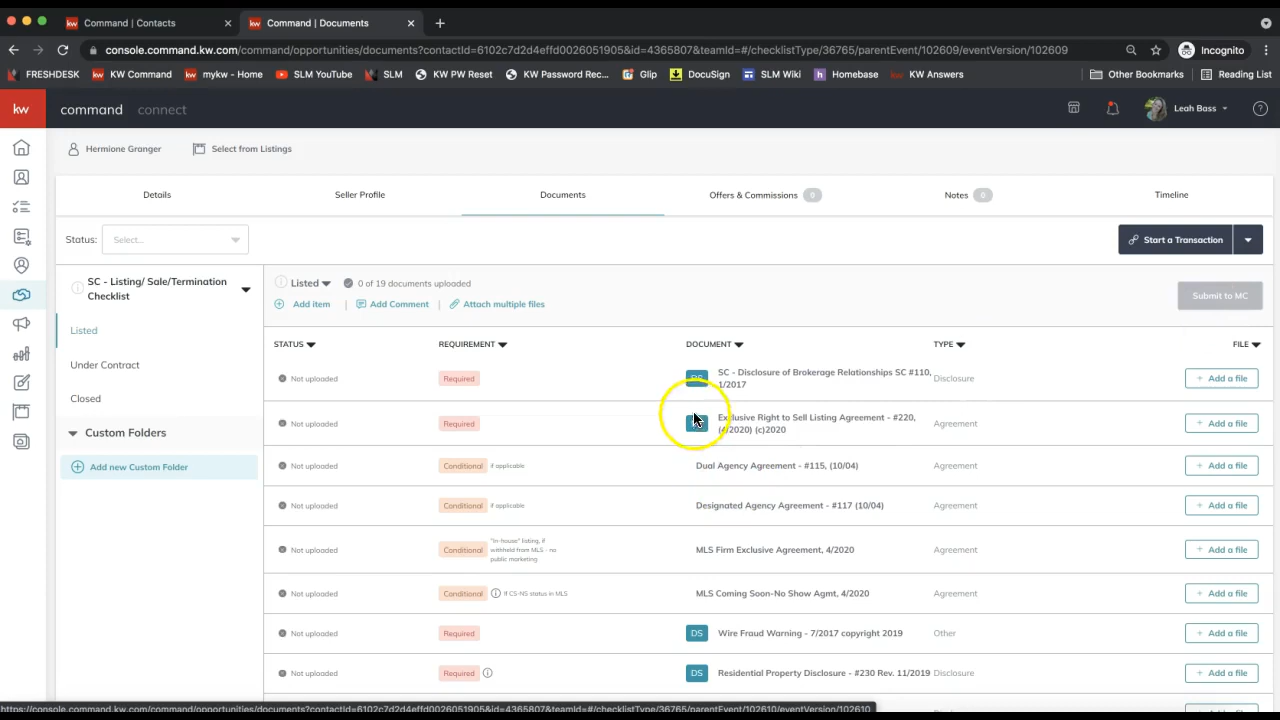 Command | Contacts
Command | Documents
console.command.kw.com/command/opportunities/documents?contactId=6102c7d2d4effd0026051905&id=4365807&teamId=#/checklistType/36765/parentEvent/102609/eventVersion/102609
Incognito
FRESHDESK
KW Command
mykw - Home
SLM YouTube
SLM
KW PW Reset
KW Password Rec...
Glip
DocuSign
SLM Wiki
Homebase
KW Answers
Other Bookmarks
Reading List
kw
command
connect
Leah Bass
Hermione Granger
Select from Listings
Details
Seller Profile
Documents
Offers & Commissions 0
Notes 0
Timeline
Status:
Select...
Start a Transaction
SC - Listing/ Sale/Termination
Checklist
Listed
Under Contract
Closed
Custom Folders
Add new Custom Folder
Listed
0 of 19 documents uploaded
Add item
Add Comment
Attach multiple files
Submit to MC
STATUS
REQUIREMENT
DOCUMENT
TYPE
FILE
Not uploaded
Required
DS
SC - Disclosure of Brokerage Relationships SC #110,
1/2017
Disclosure
+ Add a file
Not uploaded
Required
Exclusive Right to Sell Listing Agreement - #220,
(4/2020) (c)2020
Agreement
+ Add a file
Not uploaded
Conditional
if applicable
Dual Agency Agreement - #115, (10/04)
Agreement
+ Add a file
Not uploaded
Conditional
if applicable
Designated Agency Agreement - #117 (10/04)
Agreement
+ Add a file
Not uploaded
Conditional
"In-house" listing, if
withheld from MLS - no
public marketing
MLS Firm Exclusive Agreement, 4/2020
Agreement
+ Add a file
Not uploaded
Conditional
If CS-NS status in MLS
MLS Coming Soon-No Show Agmt, 4/2020
Agreement
+ Add a file
Not uploaded
Required
DS
Wire Fraud Warning - 7/2017 copyright 2019
Other
+ Add a file
Not uploaded
Required
DS
Residential Property Disclosure - #230 Rev. 11/2019
Disclosure
+ Add a file
https://console.command.kw.com/command/opportunities/documents?contactId=6102c7d2d4effd0026051905&id=4365807&teamId=#/checklistType/36765/parentEvent/102610/eventVersion/102610